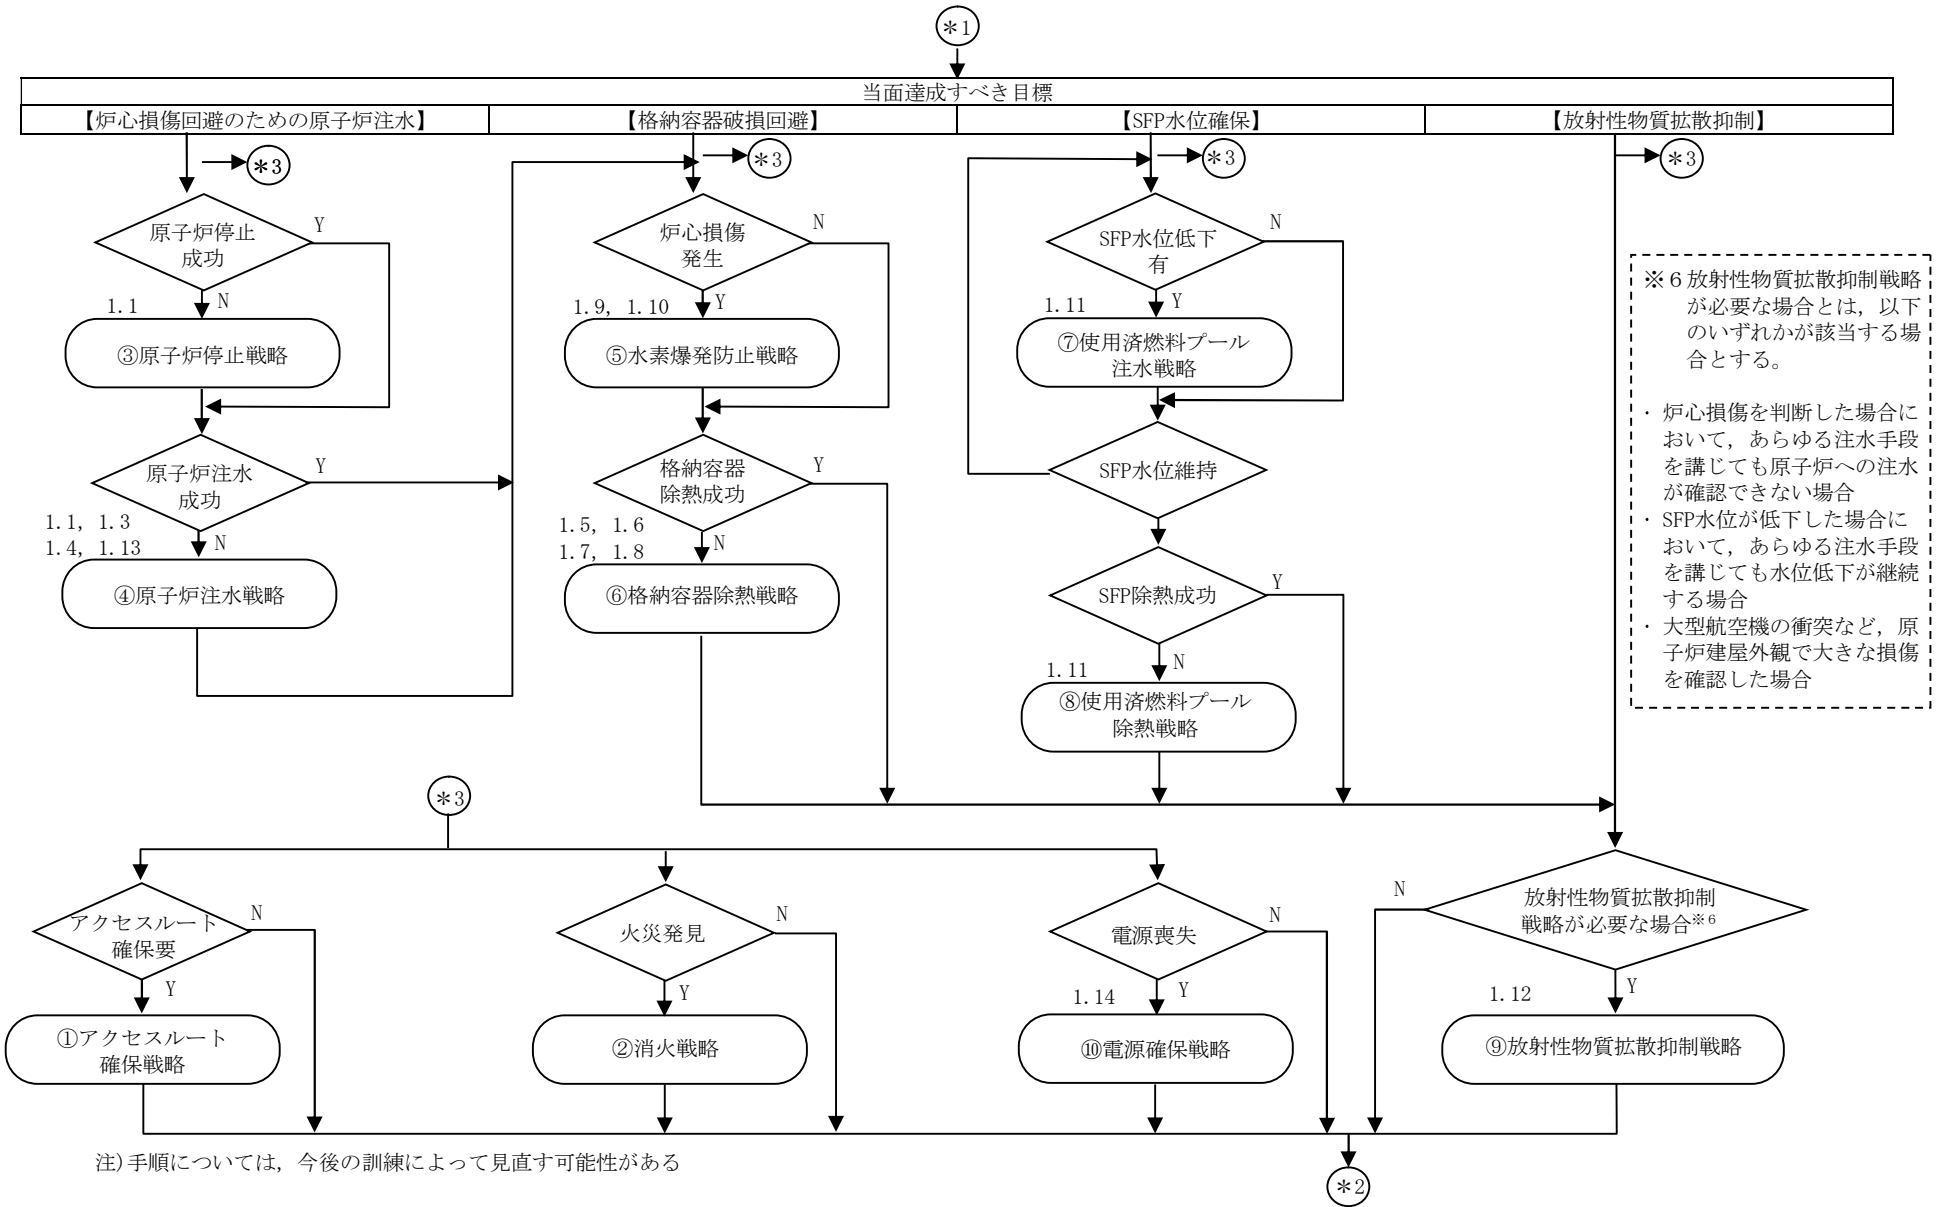 ＊1
当面達成すべき目標
【炉心損傷回避のための原子炉注水】
【格納容器破損回避】
【SFP水位確保】
【放射性物質拡散抑制】
＊3
＊3
＊3
＊3
原子炉停止
成功
Y
N
1.1
③原子炉停止戦略
原子炉注水
成功
Y
N
1.1, 1.3
1.4, 1.13
④原子炉注水戦略
炉心損傷
発生
N
Y
1.9, 1.10
⑤水素爆発防止戦略
格納容器
除熱成功
Y
N
1.5, 1.6
1.7, 1.8
⑥格納容器除熱戦略
SFP水位低下
有
N
Y
1.11
⑦使用済燃料プール
注水戦略
SFP水位維持
SFP除熱成功
Y
N
1.11
⑧使用済燃料プール
除熱戦略
※６放射性物質拡散抑制戦略
が必要な場合とは，以下
のいずれかが該当する場
合とする。
・炉心損傷を判断した場合に
おいて，あらゆる注水手段
を講じても原子炉への注水
が確認できない場合
・SFP水位が低下した場合に
おいて，あらゆる注水手段
を講じても水位低下が継続
する場合
・大型航空機の衝突など，原
子炉建屋外観で大きな損傷
を確認した場合
＊3
アクセスルート
確保要
N
Y
①アクセスルート
確保戦略
火災発見
N
Y
②消火戦略
電源喪失
N
Y
1.14
⑩電源確保戦略
放射性物質拡散抑制
戦略が必要な場合※６
N
Y
1.12
⑨放射性物質拡散抑制戦略
注)手順については，今後の訓練によって見直す可能性がある
＊2